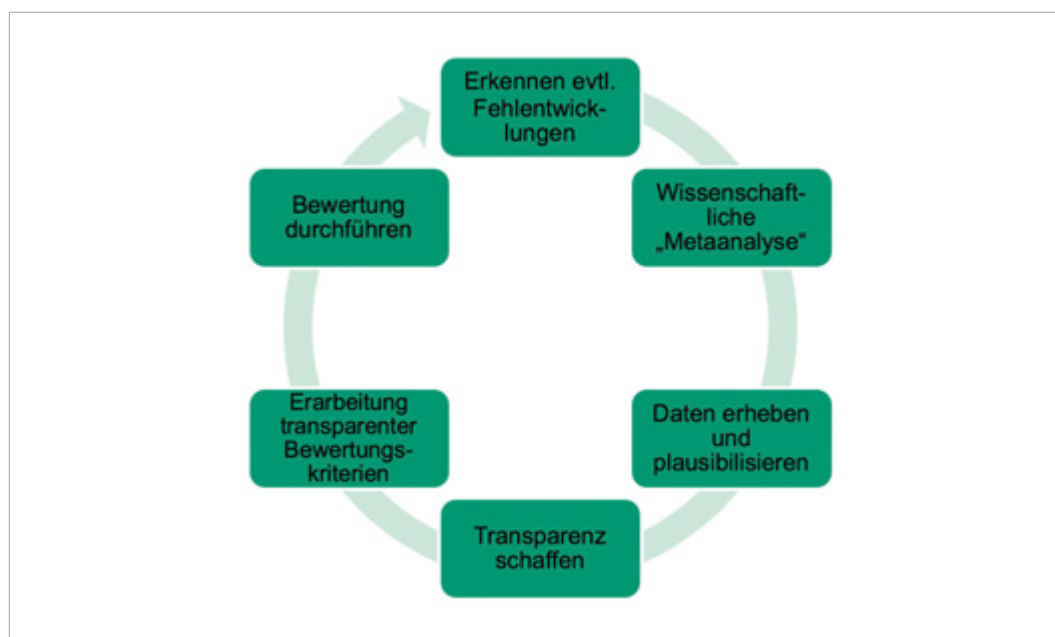 Erkennen evtl.
Fehlentwick-
lungen
Wissenschaft-
liche
„Metaanalyse“
Daten erheben
und
plausibilisieren
Transparenz
schaffen
Erarbeitung
transparenter
Bewertungs-
kriterien
Bewertung
durchführen